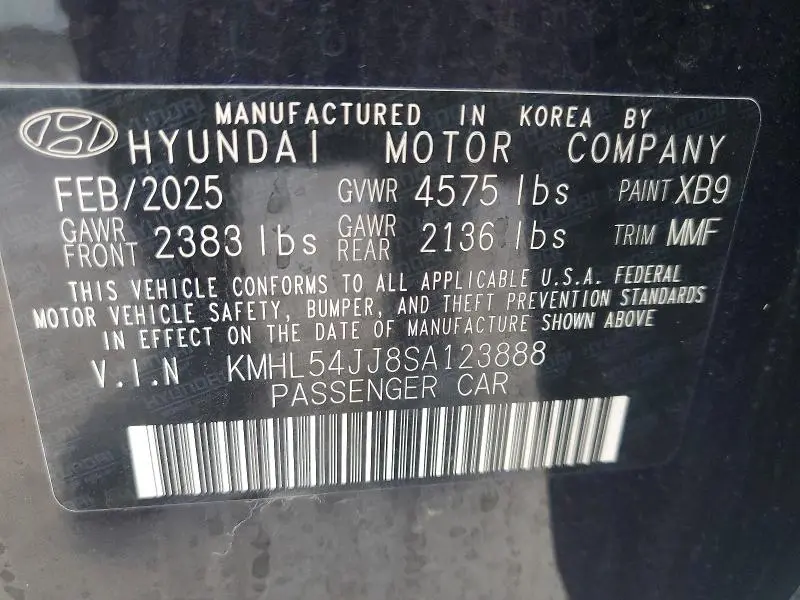 MANUFACTURED IN KOREA BY
HYUNDAI MOTOR COMPANY
FEB/2025 GVWR 4575 lbs PAINT XB9
GAWR FRONT 2383 lbs GAWR REAR 2136 lbs TRIM MMF
THIS VEHICLE CONFORMS TO ALL APPLICABLE U.S.A. FEDERAL
MOTOR VEHICLE SAFETY, BUMPER, AND THEFT PREVENTION STANDARDS
IN EFFECT ON THE DATE OF MANUFACTURE SHOWN ABOVE
V.I.N KMHL54JJ8SA123888
PASSENGER CAR